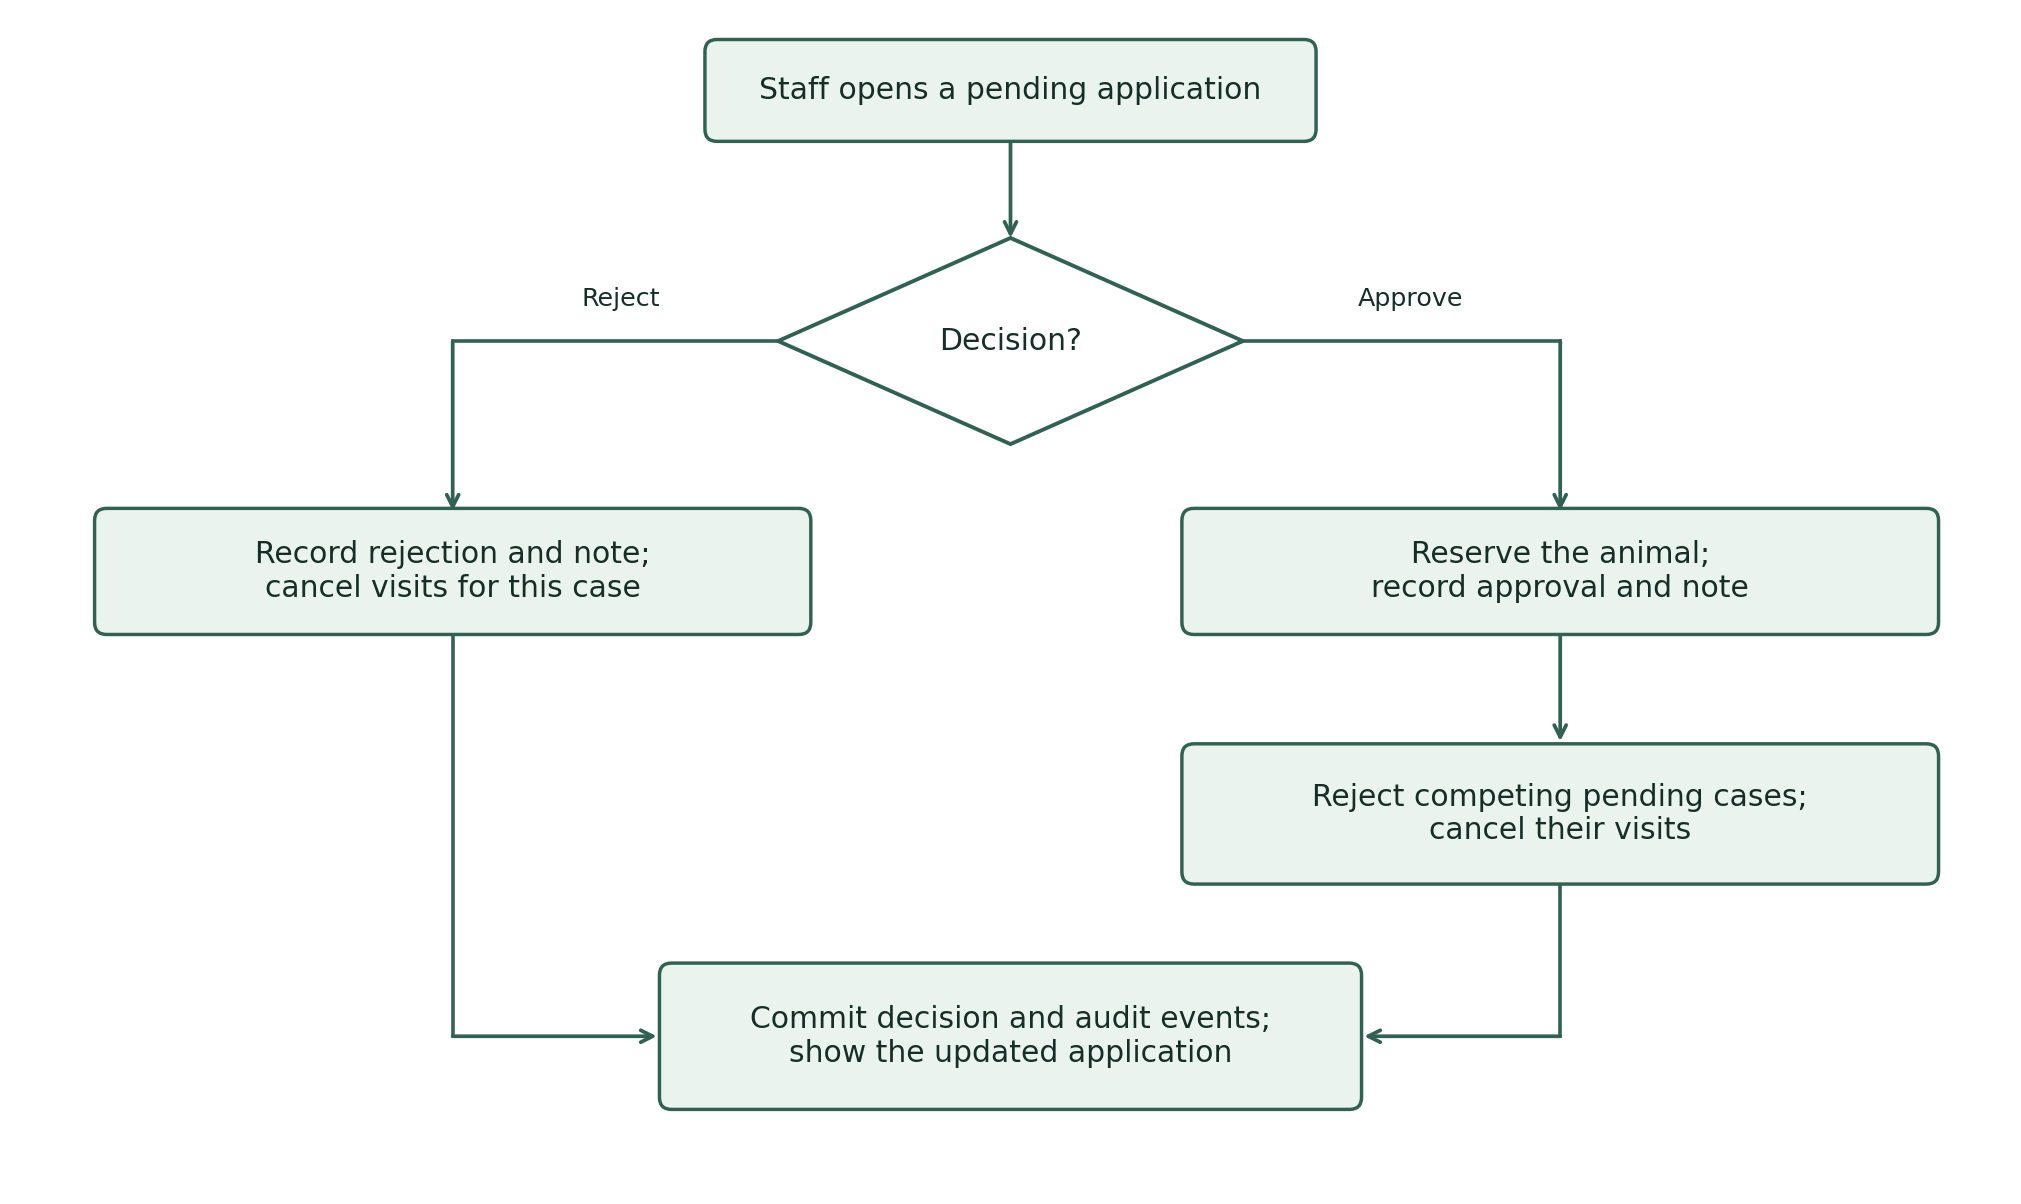 Staff opens a pending application
Decision?
Reject
Approve
Record rejection and note;
cancel visits for this case
Reserve the animal;
record approval and note
Reject competing pending cases;
cancel their visits
Commit decision and audit events;
show the updated application